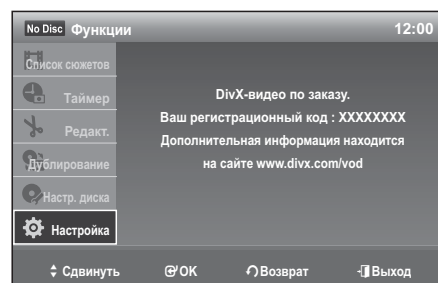 No Disc Функции 12:00
Список сюжетов
Таймер
Редакт.
Дублирование
Настр. диска
Настройка
DivX-видео по заказу.
Ваш регистрационный код : XXXXXXXX
Дополнительная информация находится
на сайте www.divx.com/vod
Сдвинуть OK Возврат Выход